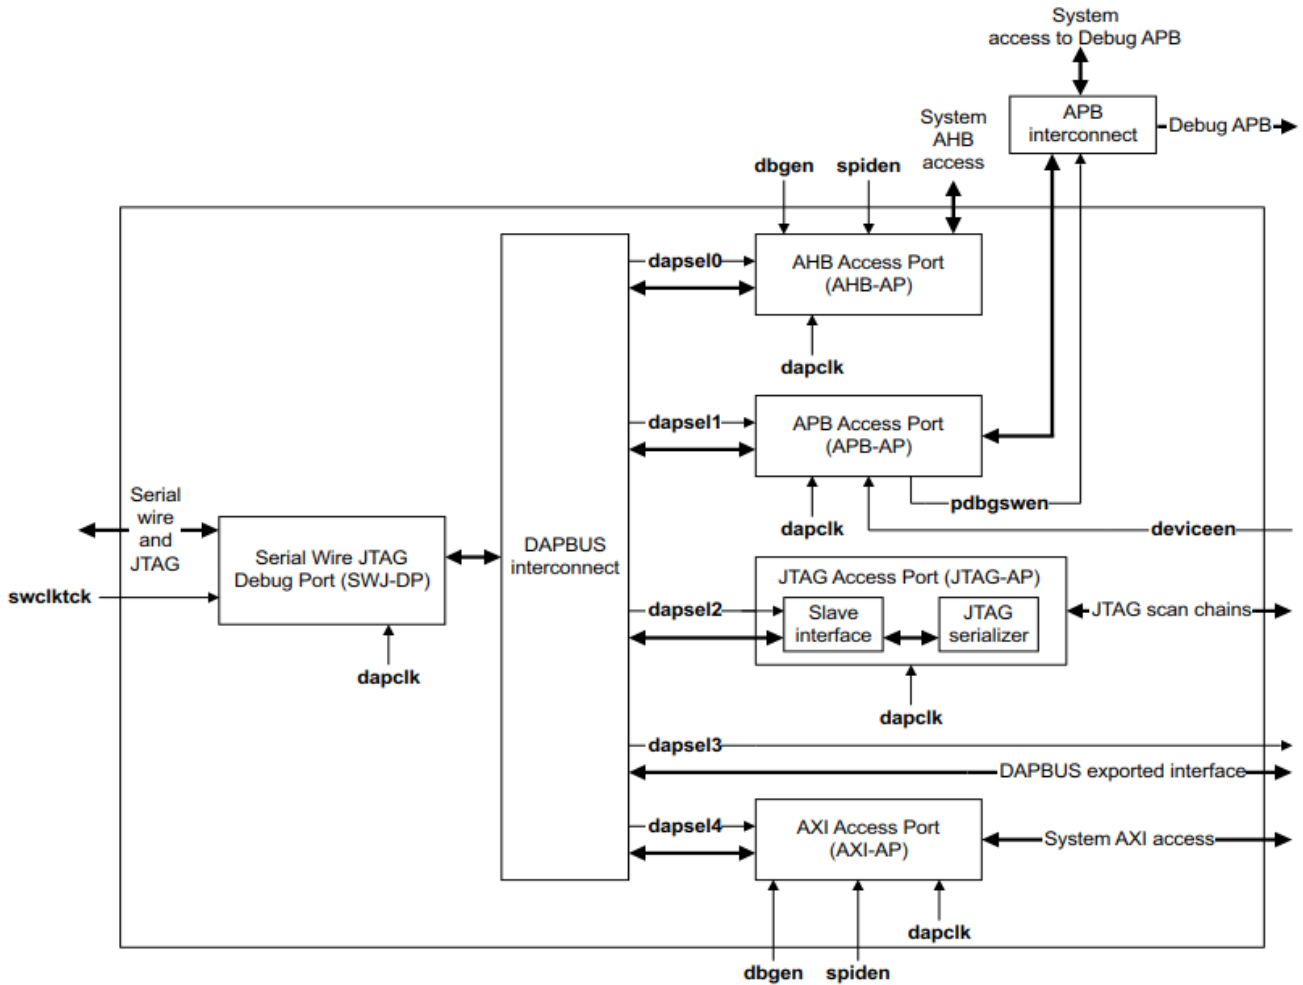 System
access to Debug APB
APB
interconnect
Debug APB
System
AHB
access
dbgen
spiden
dapsel0
AHB Access Port
(AHB-AP)
dapclk
dapsel1
APB Access Port
(APB-AP)
pdbgswen
dapclk
deviceen
Serial
wire
and
JTAG
Serial Wire JTAG
Debug Port (SWJ-DP)
swclktck
dapclk
DAPBUS
interconnect
JTAG Access Port (JTAG-AP)
dapsel2
Slave
interface
JTAG
serializer
JTAG scan chains
dapclk
dapsel3
DAPBUS exported interface
dapsel4
AXI Access Port
(AXI-AP)
System AXI access
dapclk
dbgen
spiden